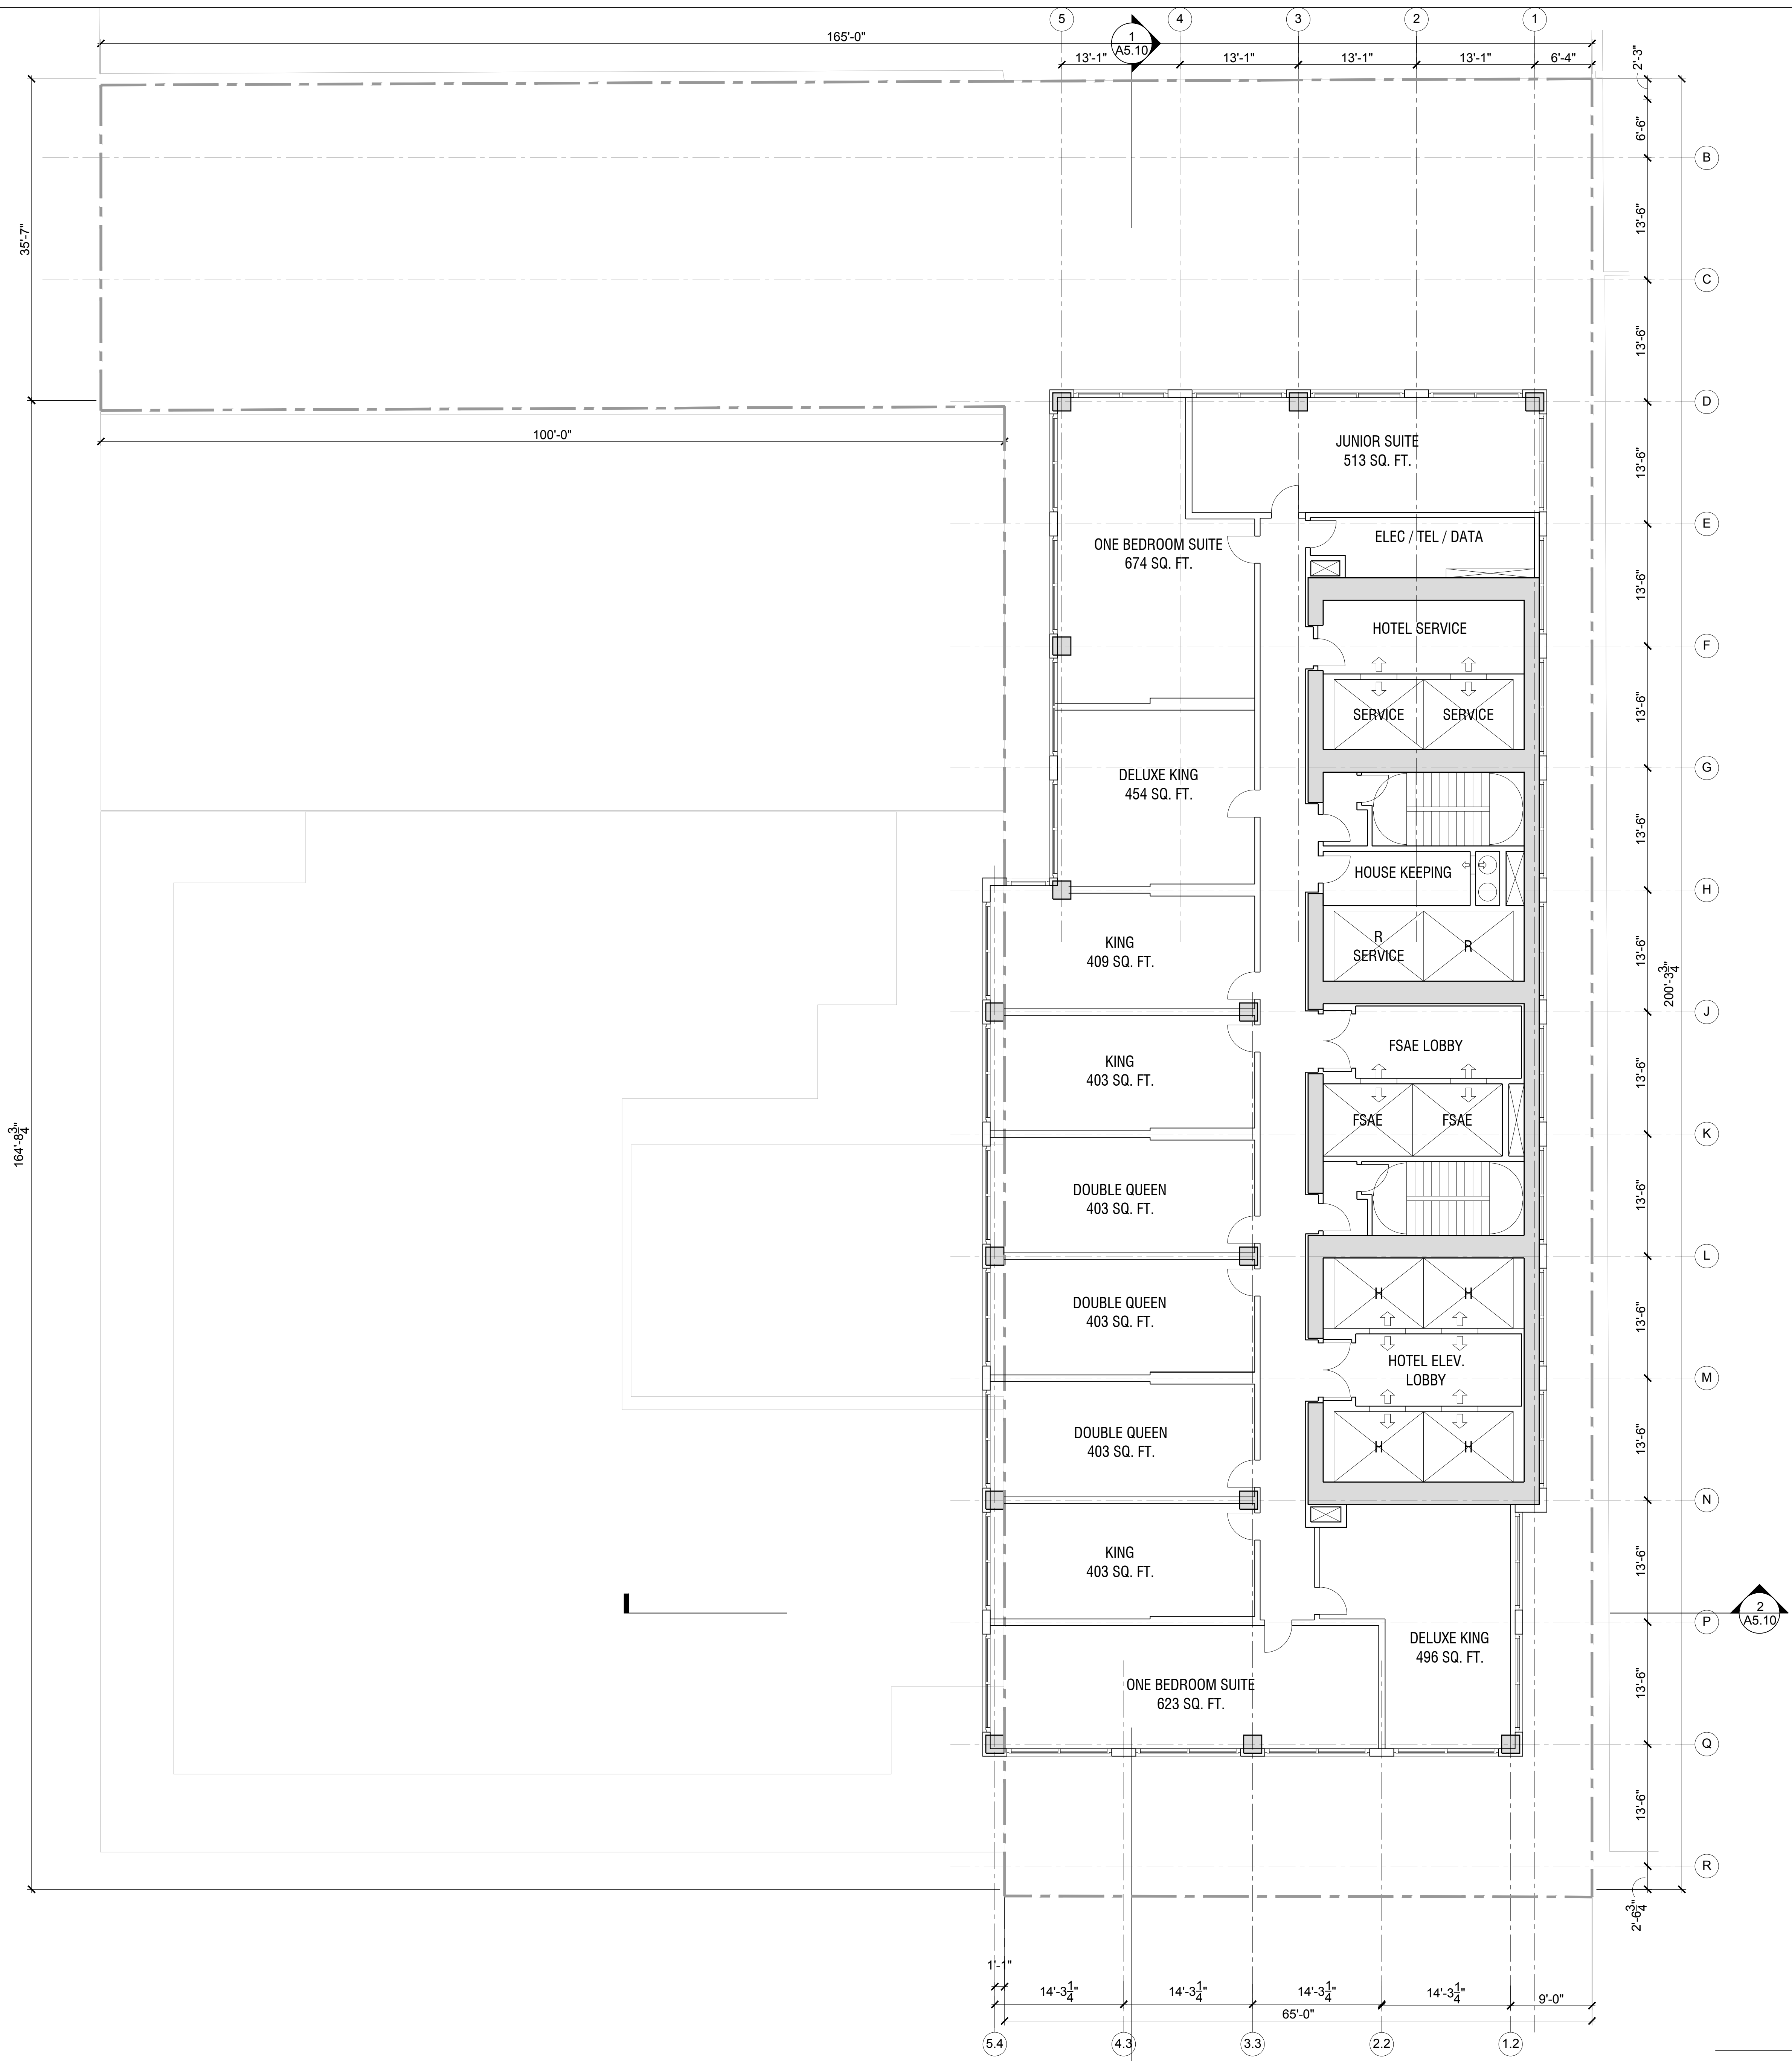 5
4
3
2
1
1
A5.10
165'-0"
13'-1"
13'-1"
13'-1"
13'-1"
6'-4"
2'-3"
6'-6"
B
13'-6"
35'-7"
C
13'-6"
D
100'-0"
JUNIOR SUITE
513 SQ. FT.
13'-6"
E
ELEC / TEL / DATA
ONE BEDROOM SUITE
674 SQ. FT.
13'-6"
HOTEL SERVICE
F
SERVICE
SERVICE
13'-6"
G
DELUXE KING
454 SQ. FT.
13'-6"
HOUSE KEEPING
H
KING
409 SQ. FT.
R
SERVICE
R
13'-6"
200'-3 3/4"
J
FSAE LOBBY
KING
403 SQ. FT.
13'-6"
FSAE
FSAE
K
164'-8 3/4"
DOUBLE QUEEN
403 SQ. FT.
13'-6"
L
H
H
DOUBLE QUEEN
403 SQ. FT.
13'-6"
HOTEL ELEV.
LOBBY
M
DOUBLE QUEEN
403 SQ. FT.
H
H
13'-6"
N
KING
403 SQ. FT.
13'-6"
2
A5.10
P
DELUXE KING
496 SQ. FT.
ONE BEDROOM SUITE
623 SQ. FT.
13'-6"
Q
13'-6"
R
2'-6 3/4"
1'-1"
14'-3 1/4"
14'-3 1/4"
14'-3 1/4"
14'-3 1/4"
9'-0"
65'-0"
5.4
4.3
3.3
2.2
1.2